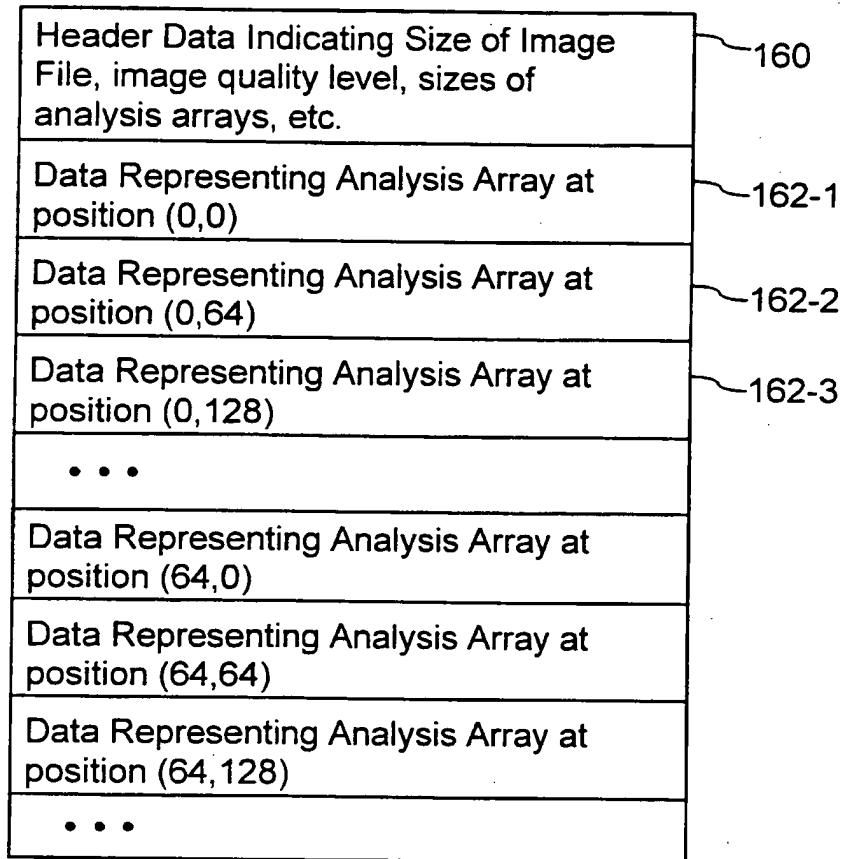 Header Data Indicating Size of Image
File, image quality level, sizes of
analysis arrays, etc.
160
Data Representing Analysis Array at
position (0,0)
162-1
Data Representing Analysis Array at
position (0,64)
162-2
Data Representing Analysis Array at
position (0,128)
162-3
• • •
Data Representing Analysis Array at
position (64,0)
Data Representing Analysis Array at
position (64,64)
Data Representing Analysis Array at
position (64,128)
• • •